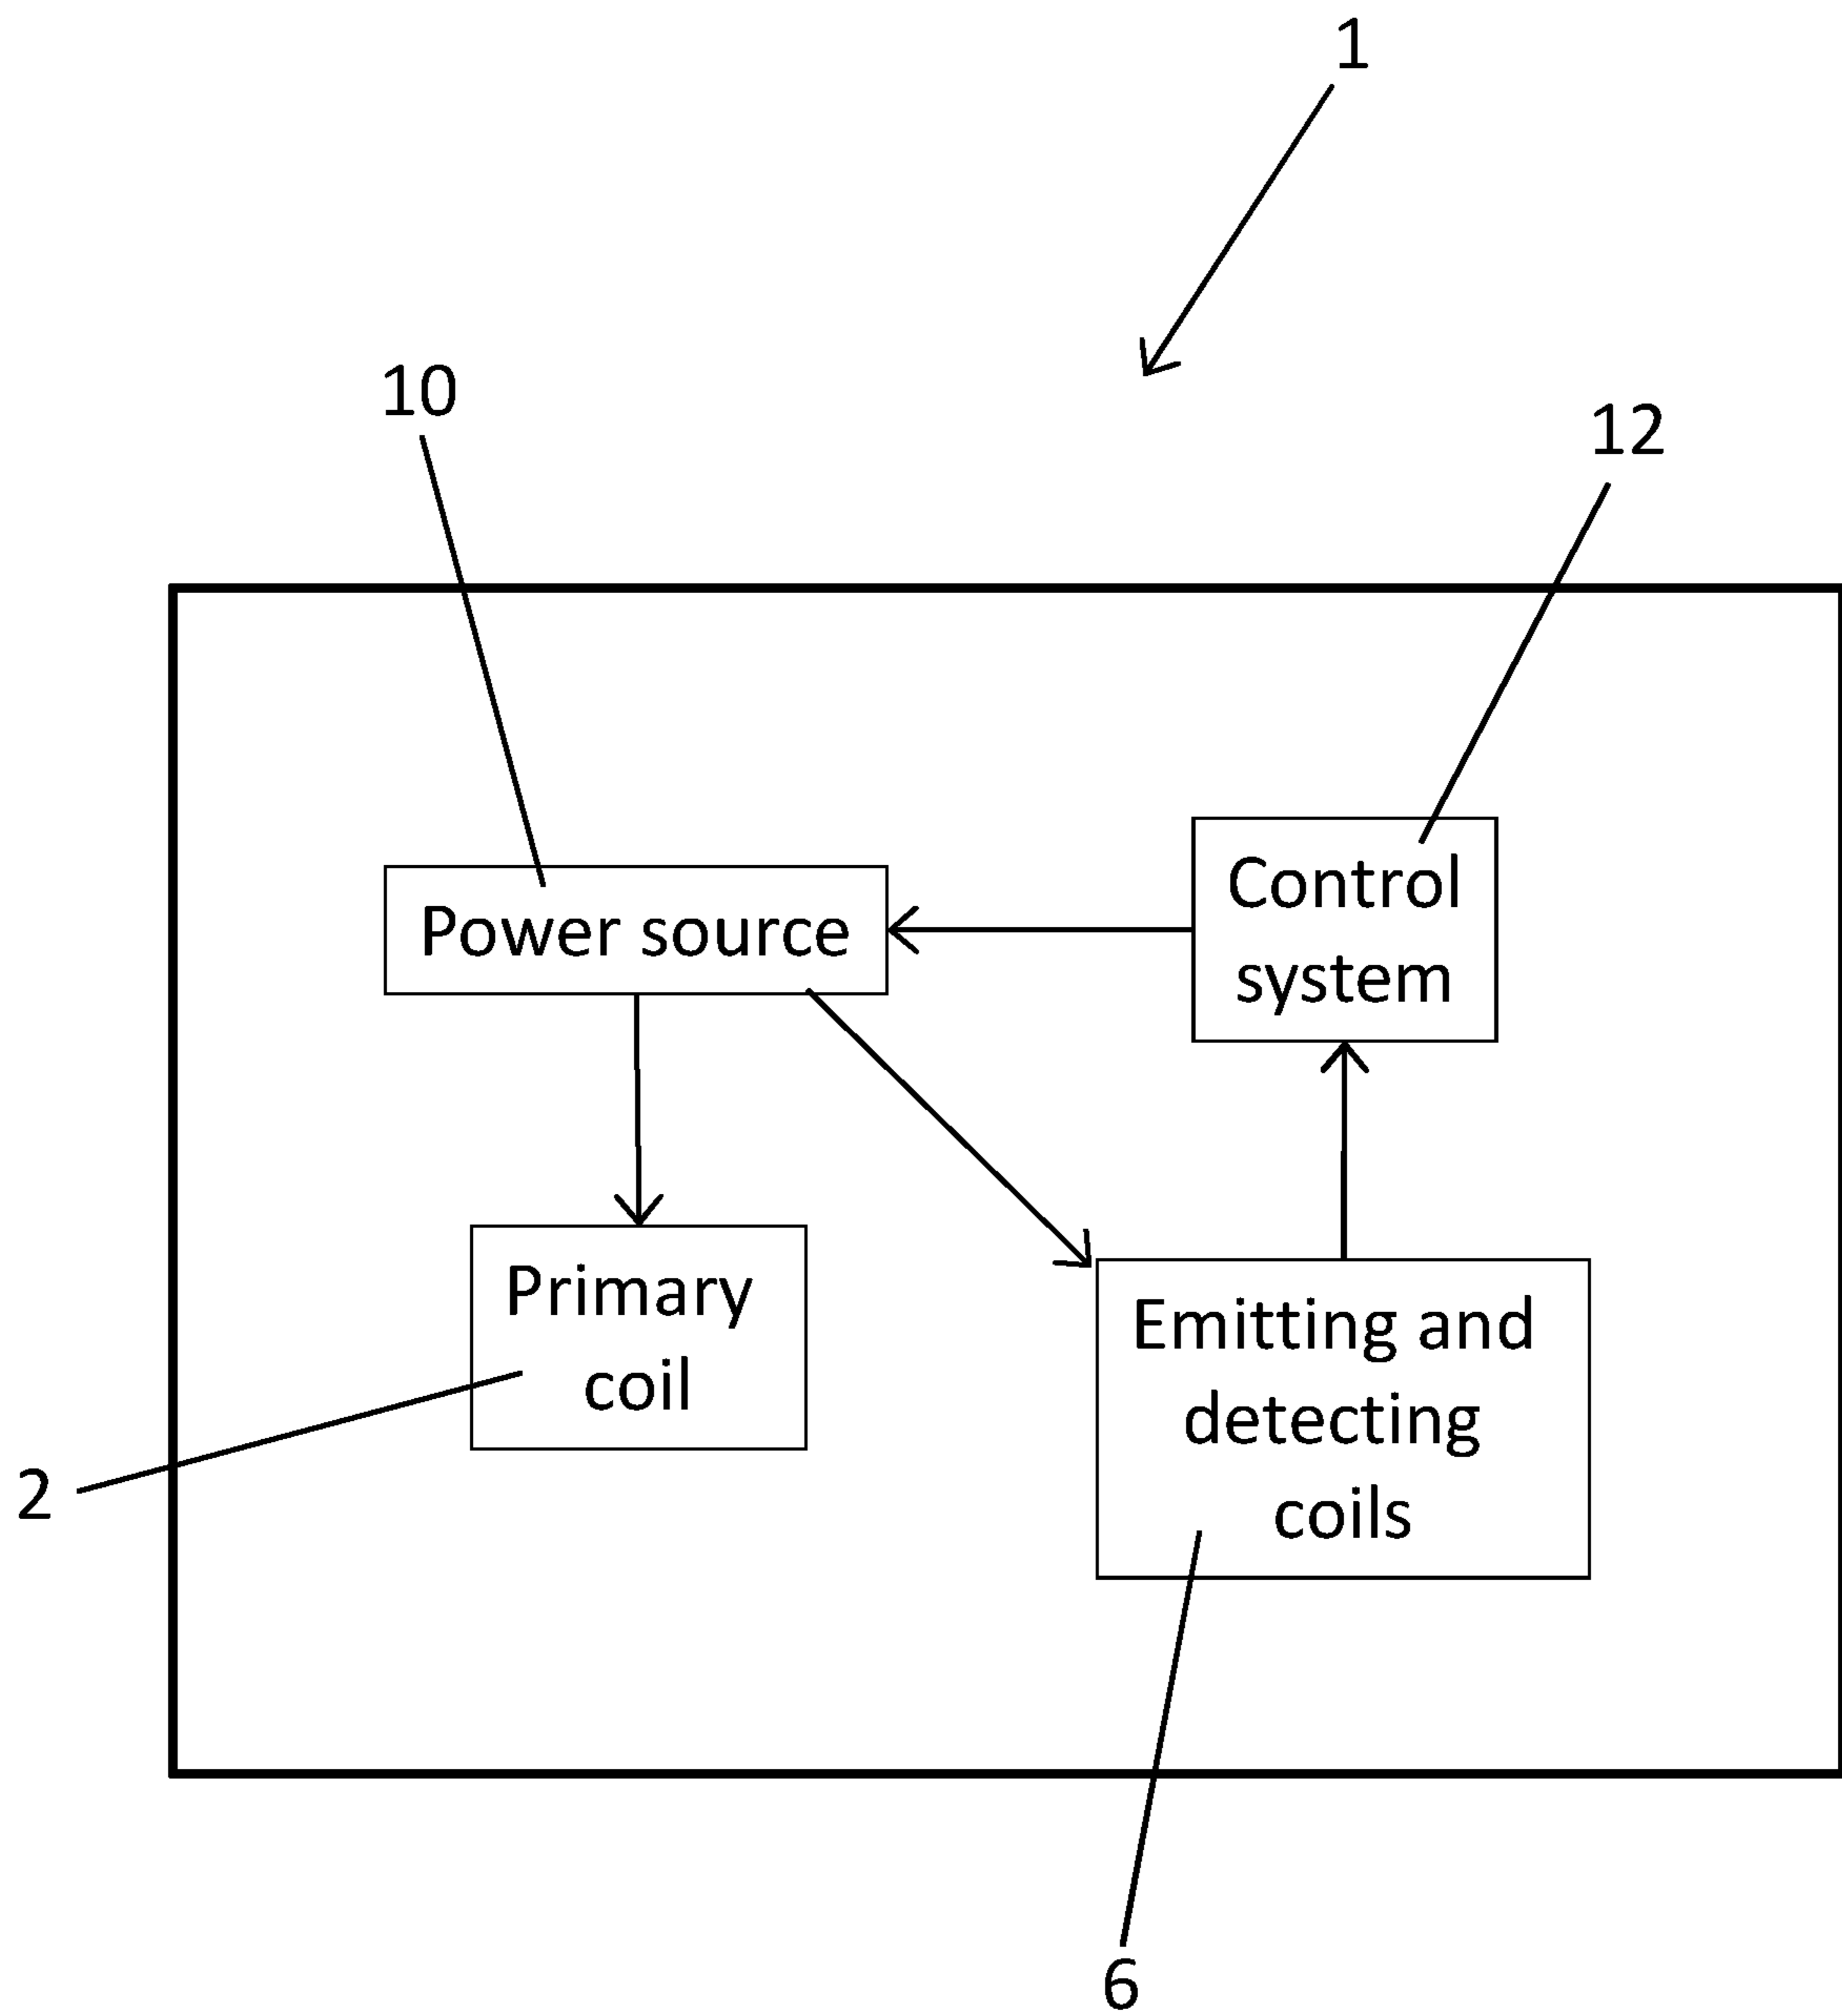 1
10
12
Power source
Control
system
Primary
coil
Emitting and
detecting
coils
2
6